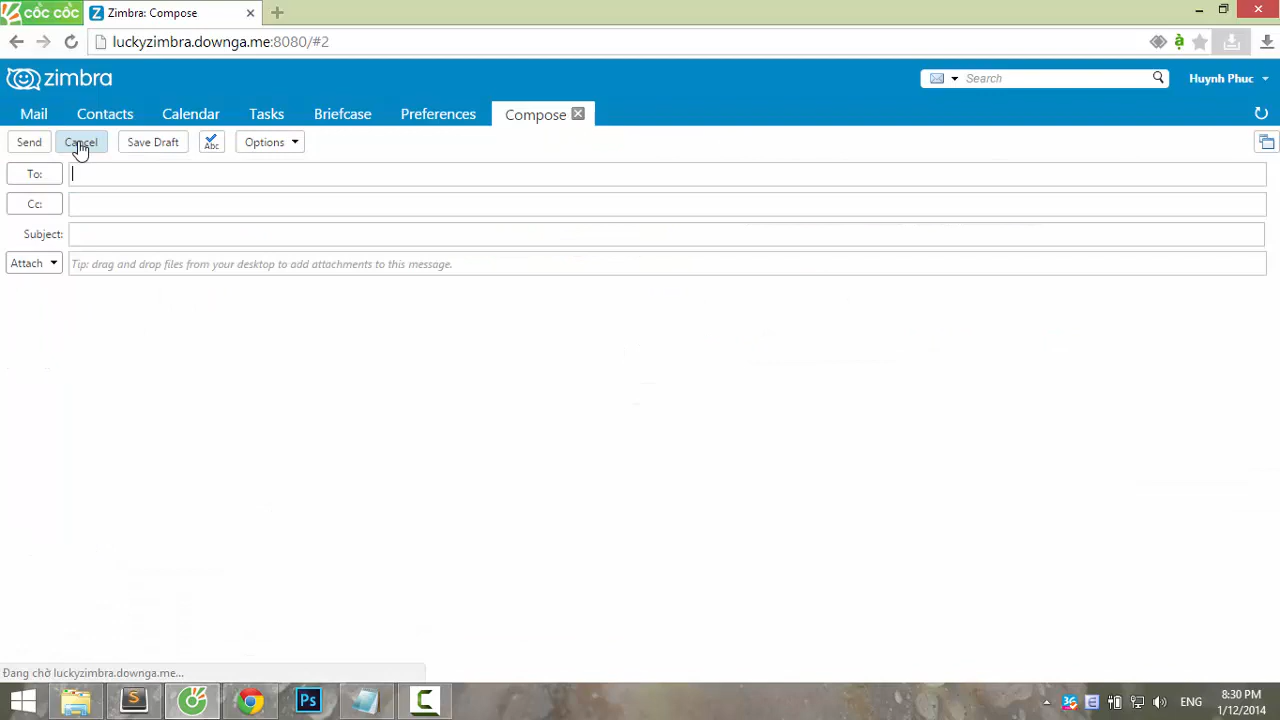 cốc cốc
Zimbra: Compose
luckyzimbra.downga.me:8080/#2
zimbra
Search
Huynh Phuc
Mail Contacts Calendar Tasks Briefcase Preferences Compose
Send Cancel Save Draft Abc Options
To:
Cc:
Subject:
Attach Tip: drag and drop files from your desktop to add attachments to this message.
Đang chờ luckyzimbra.downga.me...
Ps
ENG
8:30 PM
1/12/2014